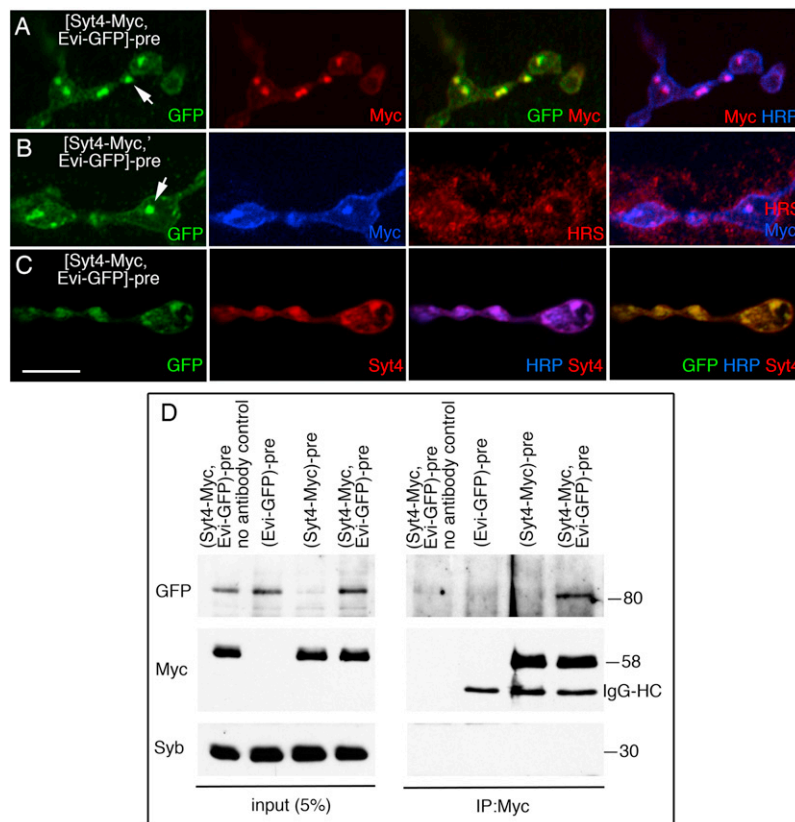 A
[Syt4-Myc,
Evi-GFP]-pre
GFP
Myc
GFP Myc
Myc HRP
B
[Syt4-Myc,’
Evi-GFP]-pre
GFP
Myc
HRS
HRS
Myc
C
[Syt4-Myc,
Evi-GFP]-pre
GFP
Syt4
HRP Syt4
GFP HRP Syt4
D
(Syt4-Myc,
Evi-GFP)-pre
no antibody control
(Evi-GFP)-pre
(Syt4-Myc)-pre
(Syt4-Myc,
Evi-GFP)-pre
(Syt4-Myc,
Evi-GFP)-pre
no antibody control
(Evi-GFP)-pre
(Syt4-Myc)-pre
(Syt4-Myc,
Evi-GFP)-pre
GFP
—80
Myc
—58
IgG-HC
Syb
—30
input (5%)
IP:Myc